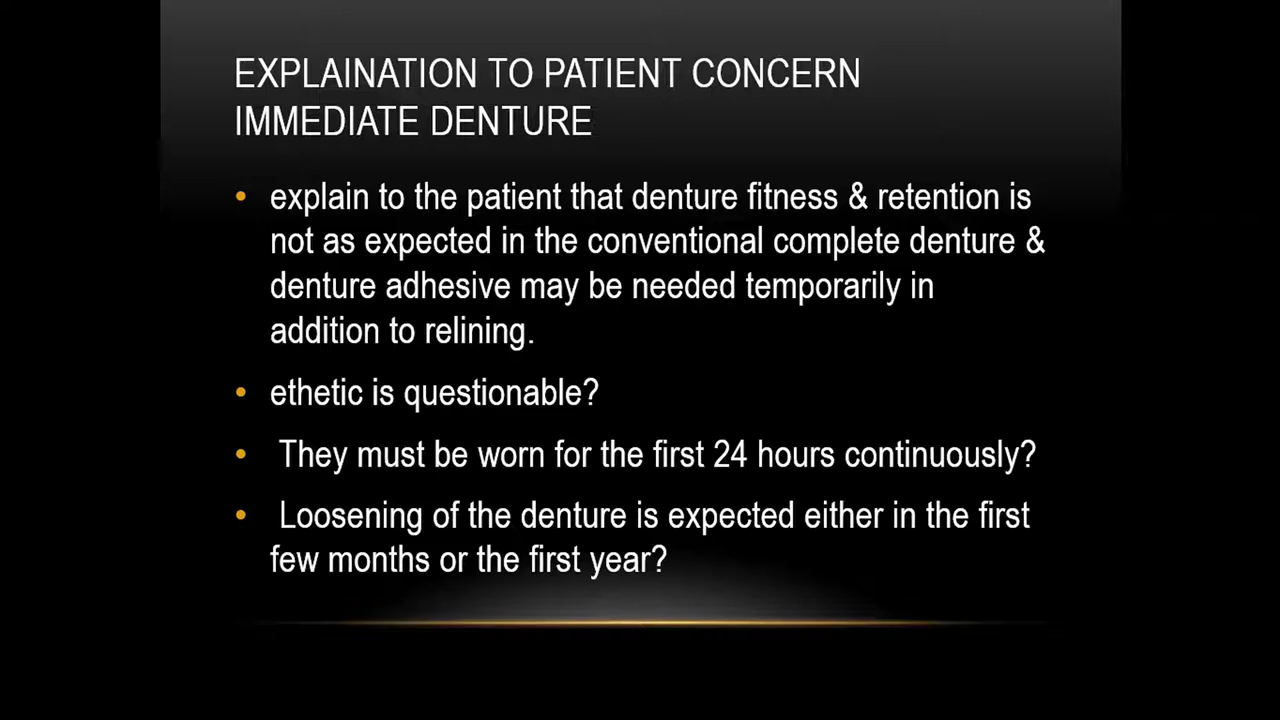 EXPLAINATION TO PATIENT CONCERN
IMMEDIATE DENTURE
• explain to the patient that denture fitness & retention is
not as expected in the conventional complete denture &
denture adhesive may be needed temporarily in
addition to relining.
• ethetic is questionable?
• They must be worn for the first 24 hours continuously?
• Loosening of the denture is expected either in the first
few months or the first year?